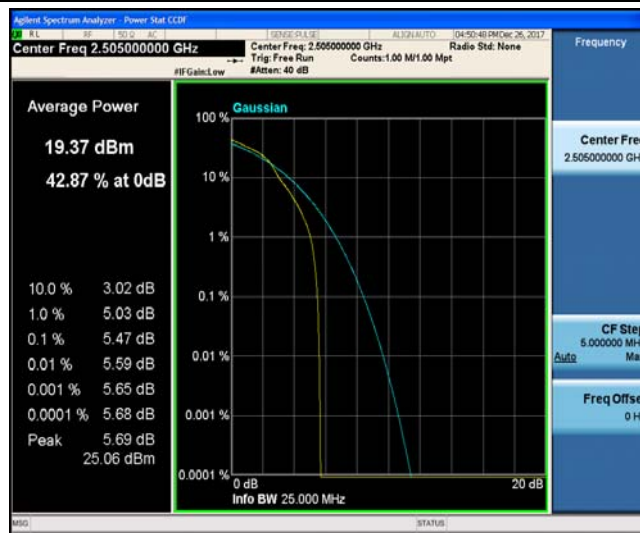 Agilent Spectrum Analyzer - Power Stat CCDF
RL RF 50 Ω AC SENSE:PULSE ALIGN AUTO 04:50:48 PM Dec 26, 2017
Center Freq 2.505000000 GHz
Center Freq: 2.505000000 GHz Radio Std: None
Trig: Free Run Counts:1.00 M/1.00 Mpt
#IFGain:Low #Atten: 40 dB
Frequency
Average Power
19.37 dBm
42.87 % at 0dB
10.0 % 3.02 dB
1.0 % 5.03 dB
0.1 % 5.47 dB
0.01 % 5.59 dB
0.001 % 5.65 dB
0.0001 % 5.68 dB
Peak 5.69 dB
25.06 dBm
Gaussian
100 %
10 %
1 %
0.1 %
0.01 %
0.001 %
0.0001 %
0 dB 20 dB
Info BW 25.000 MHz
Center Fre
2.505000000 GH
CF Step
5.000000 MH
Auto Ma
Freq Offse
0 H
MSG STATUS